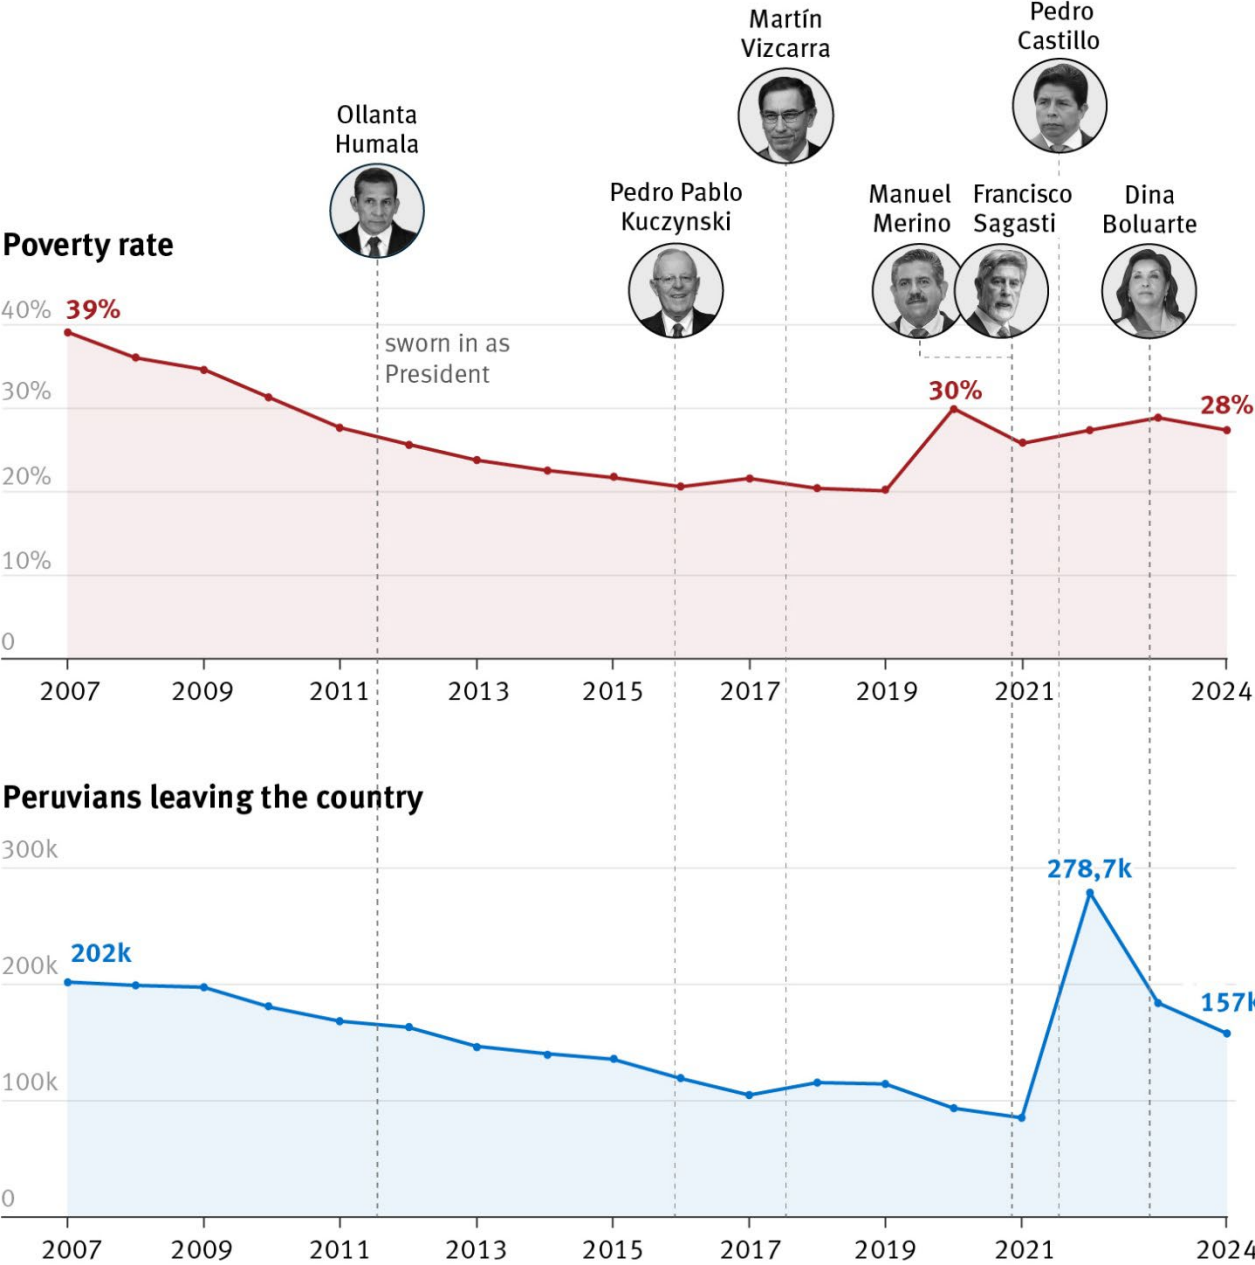 Martín
Vizcarra
Pedro
Castillo
Ollanta
Humala
Pedro Pablo
Kuczynski
Manuel
Merino
Francisco
Sagasti
Dina
Boluarte
Poverty rate
40%
39%
sworn in as
President
30%
30%
28%
20%
10%
0
2007 2009 2011 2013 2015 2017 2019 2021 2024
Peruvians leaving the country
300k
278,7k
202k
200k
157k
100k
0
2007 2009 2011 2013 2015 2017 2019 2021 2024